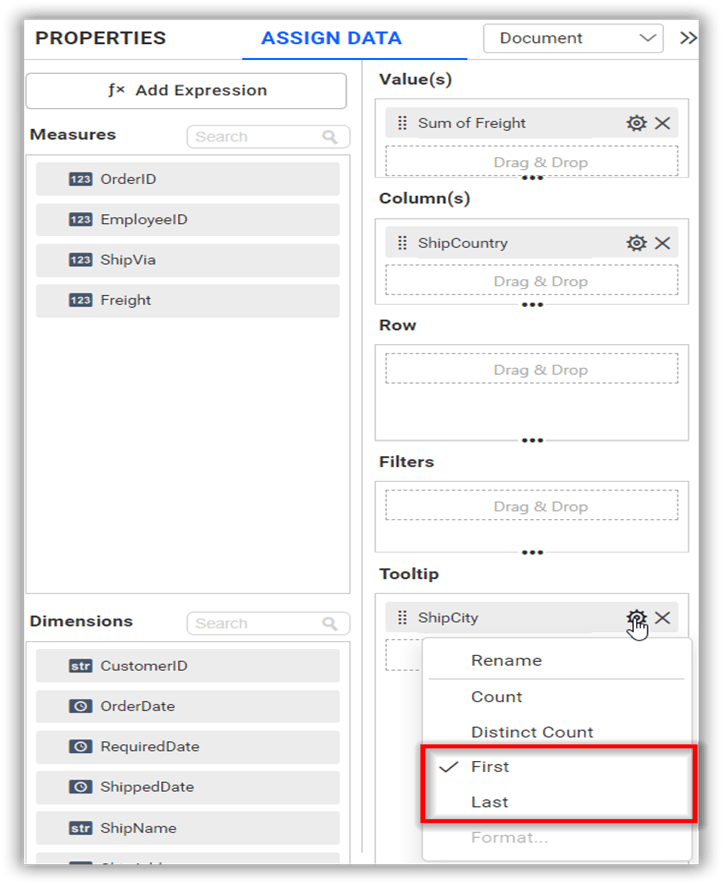 PROPERTIES
ASSIGN DATA
Document
ƒx Add Expression
Measures
Search
123 OrderID
123 EmployeeID
123 ShipVia
123 Freight
Dimensions
Search
str CustomerID
OrderDate
RequiredDate
ShippedDate
str ShipName
Value(s)
Sum of Freight
Drag & Drop
Column(s)
ShipCountry
Drag & Drop
Row
Drag & Drop
Filters
Drag & Drop
Tooltip
ShipCity
Rename
Count
Distinct Count
First
Last
Format...